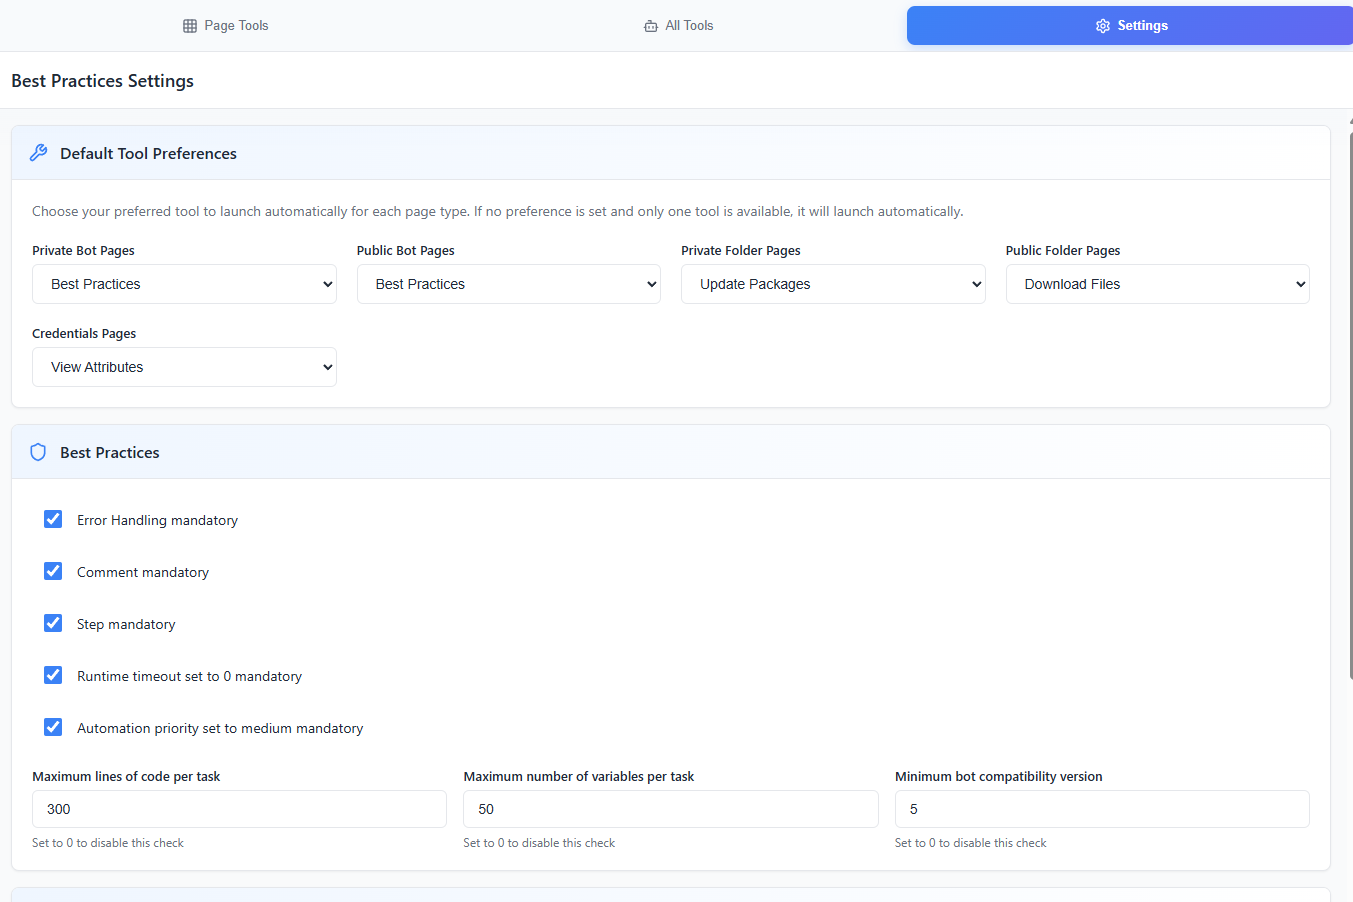 Page Tools
All Tools
Settings
Best Practices Settings
Default Tool Preferences
Choose your preferred tool to launch automatically for each page type. If no preference is set and only one tool is available, it will launch automatically.
Private Bot Pages
Public Bot Pages
Private Folder Pages
Public Folder Pages
Best Practices
Best Practices
Update Packages
Download Files
Credentials Pages
View Attributes
Best Practices
Error Handling mandatory
Comment mandatory
Step mandatory
Runtime timeout set to 0 mandatory
Automation priority set to medium mandatory
Maximum lines of code per task
Maximum number of variables per task
Minimum bot compatibility version
300
50
5
Set to 0 to disable this check
Set to 0 to disable this check
Set to 0 to disable this check